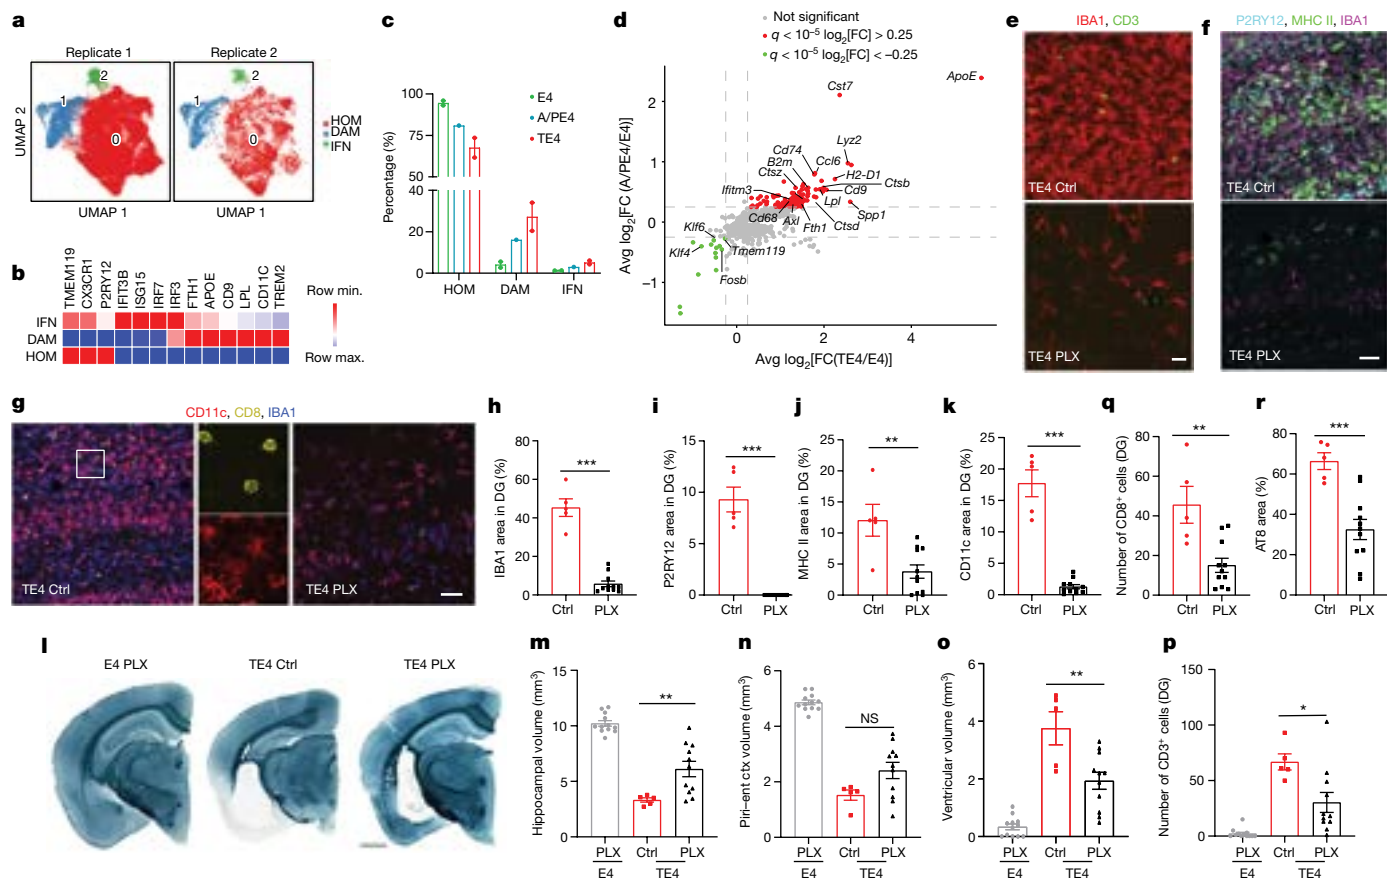 a
Replicate 1
Replicate 2
UMAP 2
1
0
2
1
0
2
HOM
DAM
IFN
UMAP 1
UMAP 1
b
TMEM119
CX3CR1
P2RY12
IFIT3B
ISG15
IRF7
IRF3
FTH1
APOE
CD9
LPL
CD11C
TREM2
IFN
DAM
HOM
Row min.
Row max.
c
Percentage (%)
100
50
40
20
0
E4
A/PE4
TE4
HOM
DAM
IFN
d
Not significant
q < 10⁻⁵ log₂[FC] > 0.25
q < 10⁻⁵ log₂[FC] < −0.25
Avg log₂[FC (A/PE4/E4)]
2
1
0
−1
0
2
4
Avg log₂[FC(TE4/E4)]
ApoE
Cst7
Lyz2
Cd74
B2m
Ccl6
Ctsz
H2-D1
Ctsb
Ifitm3
Cd9
Lpl
Spp1
Cd68
Axl
Fth1
Ctsd
Klf6
Klf4
Tmem119
Fosb
e
IBA1, CD3
TE4 Ctrl
TE4 PLX
f
P2RY12, MHC II, IBA1
TE4 Ctrl
TE4 PLX
g
CD11c, CD8, IBA1
TE4 Ctrl
TE4 PLX
h
IBA1 area in DG (%)
100
80
60
40
20
0
***
Ctrl
PLX
i
P2RY12 area in DG (%)
15
10
5
0
***
Ctrl
PLX
j
MHC II area in DG (%)
25
20
15
10
5
0
**
Ctrl
PLX
k
CD11c area in DG (%)
25
20
15
10
5
0
***
Ctrl
PLX
q
Number of CD8⁺ cells (DG)
80
60
40
20
0
**
Ctrl
PLX
r
AT8 area (%)
80
60
40
20
0
***
Ctrl
PLX
l
E4 PLX
TE4 Ctrl
TE4 PLX
m
Hippocampal volume (mm³)
15
10
5
0
**
PLX
Ctrl
PLX
E4
TE4
n
Piri–ent ctx volume (mm³)
6
4
2
0
NS
PLX
Ctrl
PLX
E4
TE4
o
Ventricular volume (mm³)
6
4
2
0
**
PLX
Ctrl
PLX
E4
TE4
p
Number of CD3⁺ cells (DG)
150
100
50
0
*
PLX
Ctrl
PLX
E4
TE4